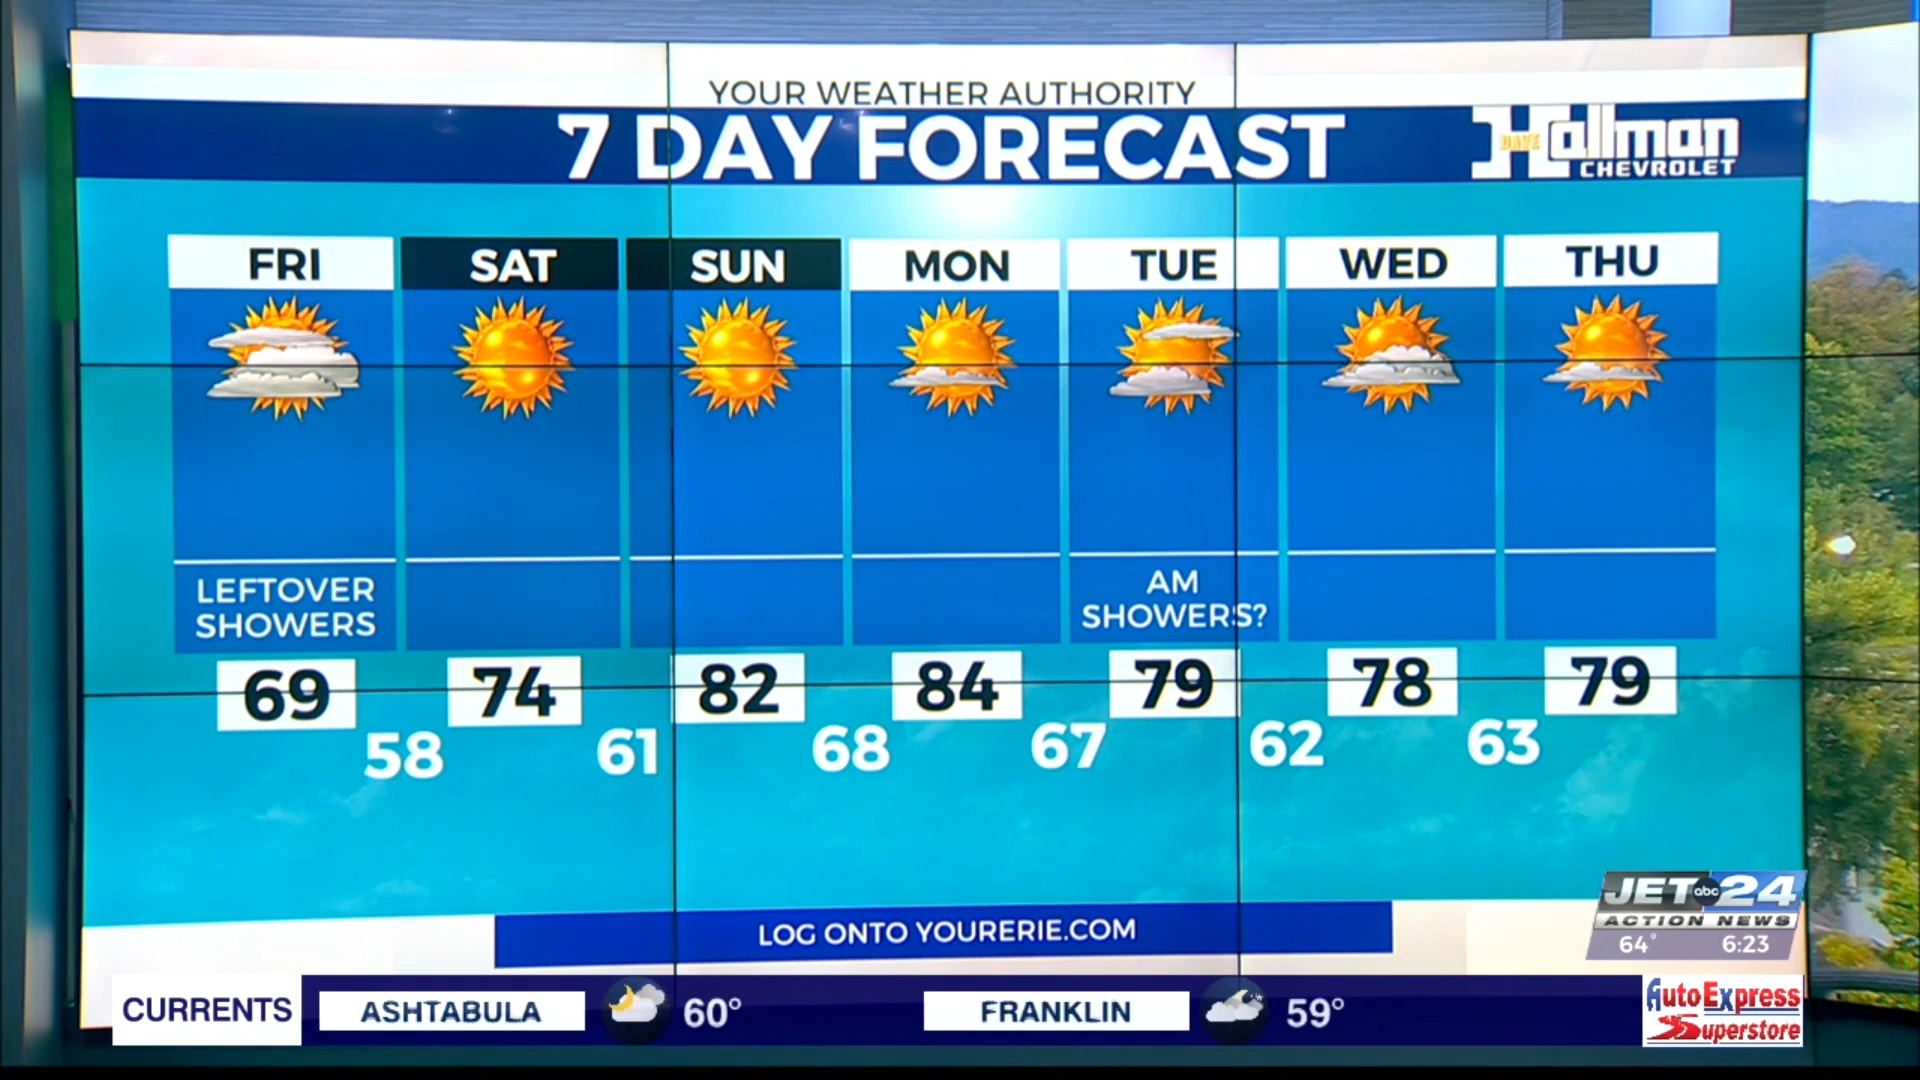 YOUR WEATHER AUTHORITY
7 DAY FORECAST
DAVE Hallman
CHEVROLET
FRI SAT SUN MON TUE WED THU
LEFTOVER
SHOWERS
AM
SHOWERS?
69 74 82 84 79 78 79
58 61 68 67 62 63
LOG ONTO YOURERIE.COM
JET abc 24
ACTION NEWS
64° 6:23
CURRENTS ASHTABULA 60° FRANKLIN 59°
AutoExpress
Superstore